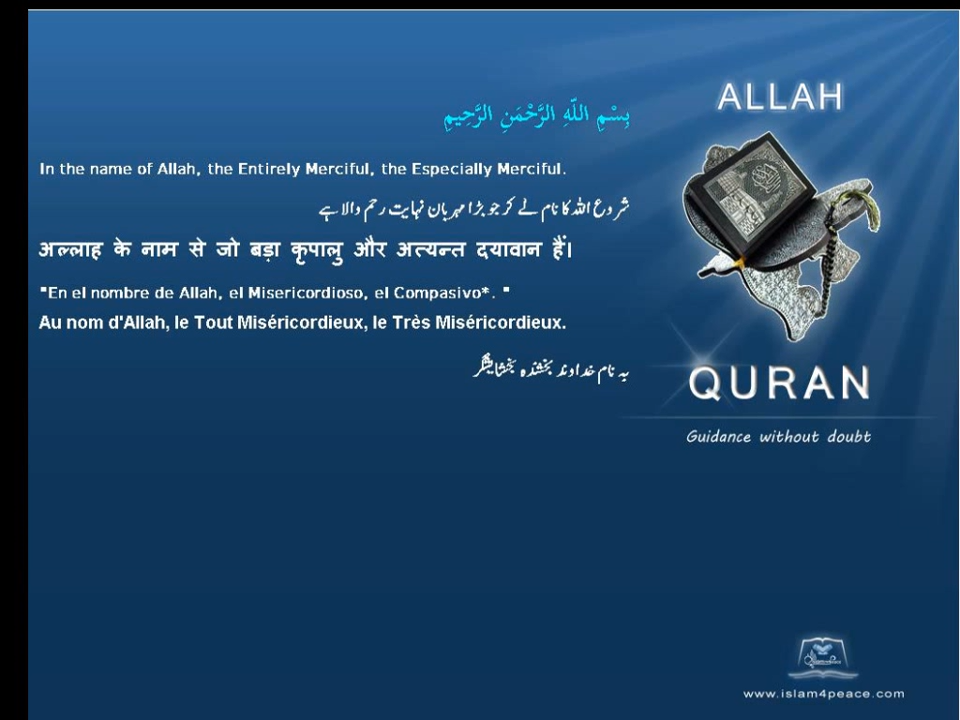 بِسْمِ اللّهِ الرَّحْمَنِ الرَّحِيمِ
In the name of Allah, the Entirely Merciful, the Especially Merciful.
شروع الله کا نام لے کر جو بڑا مہربان نہایت رحم والا ہے
अल्लाह के नाम से जो बड़ा कृपालु और अत्यन्त दयावान हैं।
"En el nombre de Allah, el Misericordioso, el Compasivo*. "
Au nom d'Allah, le Tout Miséricordieux, le Très Miséricordieux.
به نام خداوند بخشنده بخشایشگر
ALLAH
QURAN
Guidance without doubt
www.islam4peace.com